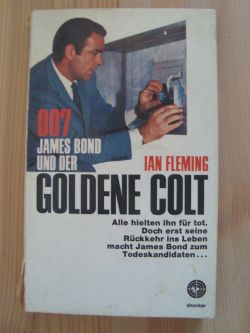 007
JAMES BOND
UND DER
IAN FLEMING
GOLDENE COLT
Alle hielten ihn für tot.
Doch erst seine
Rückkehr ins Leben
macht James Bond zum
Todeskandidaten...
shocker